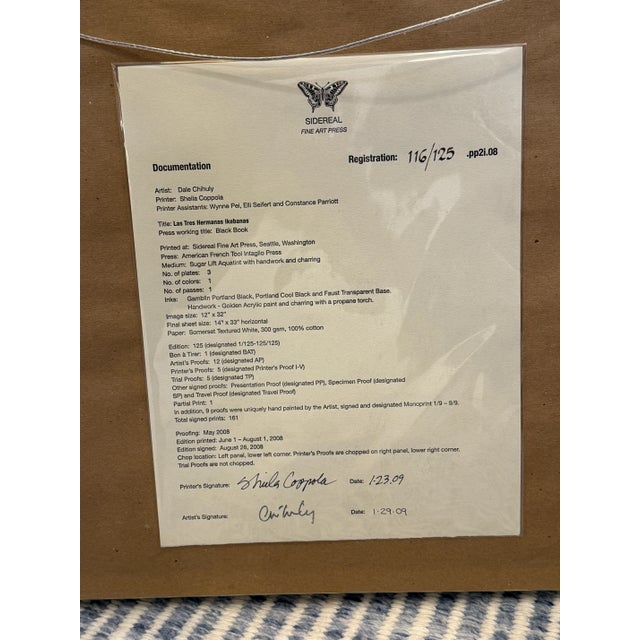 SIDEREAL
FINE ART PRESS
Documentation
Registration: 116/125 .pp2i.08
Artist: Dale Chihuly
Printer: Sheila Coppola
Printer Assistants: Wynne Pei, Elli Seifert and Constance Parriott
Title: Las Tres Hermanas Ikebanas
Press working title: Black Book
Printed at: Sidereal Fine Art Press, Seattle, Washington
Press: American French Tool Intaglio Press
Medium: Sugar Lift Aquatint with handwork and charring
No. of plates: 3
No. of colors: 1
No. of passes: 1
Inks: Gamblin Portland Black, Portland Cool Black and Faust Transparent Base.
Handwork - Golden Acrylic paint and charring with a propane torch.
Image size: 12" x 32"
Final sheet size: 14" x 33" horizontal
Paper: Somerset Textured White, 300 gsm, 100% cotton
Edition: 125 (designated 1/125-125/125)
Bon à Tirer: 1 (designated BAT)
Artist's Proofs: 12 (designated AP)
Printer's Proofs: 5 (designated Printer's Proof I-V)
Trial Proofs: 5 (designated TP)
Other signed proofs: Presentation Proof (designated PP), Specimen Proof (designated
SP) and Travel Proof (designated Travel Proof)
Partial Print: 1
In addition, 9 proofs were uniquely hand painted by the Artist, signed and designated Monoprint 1/9 – 9/9.
Total signed prints: 161
Proofing: May 2008
Edition printed: June 1 – August 1, 2008
Edition signed: August 28, 2008
Chop location: Left panel, lower left corner. Printer's Proofs are chopped on right panel, lower right corner.
Trial Proofs are not chopped.
Printer's Signature: Sheila Coppola Date: 1.23.09
Artist's Signature: Chihuly Date: 1-29-09